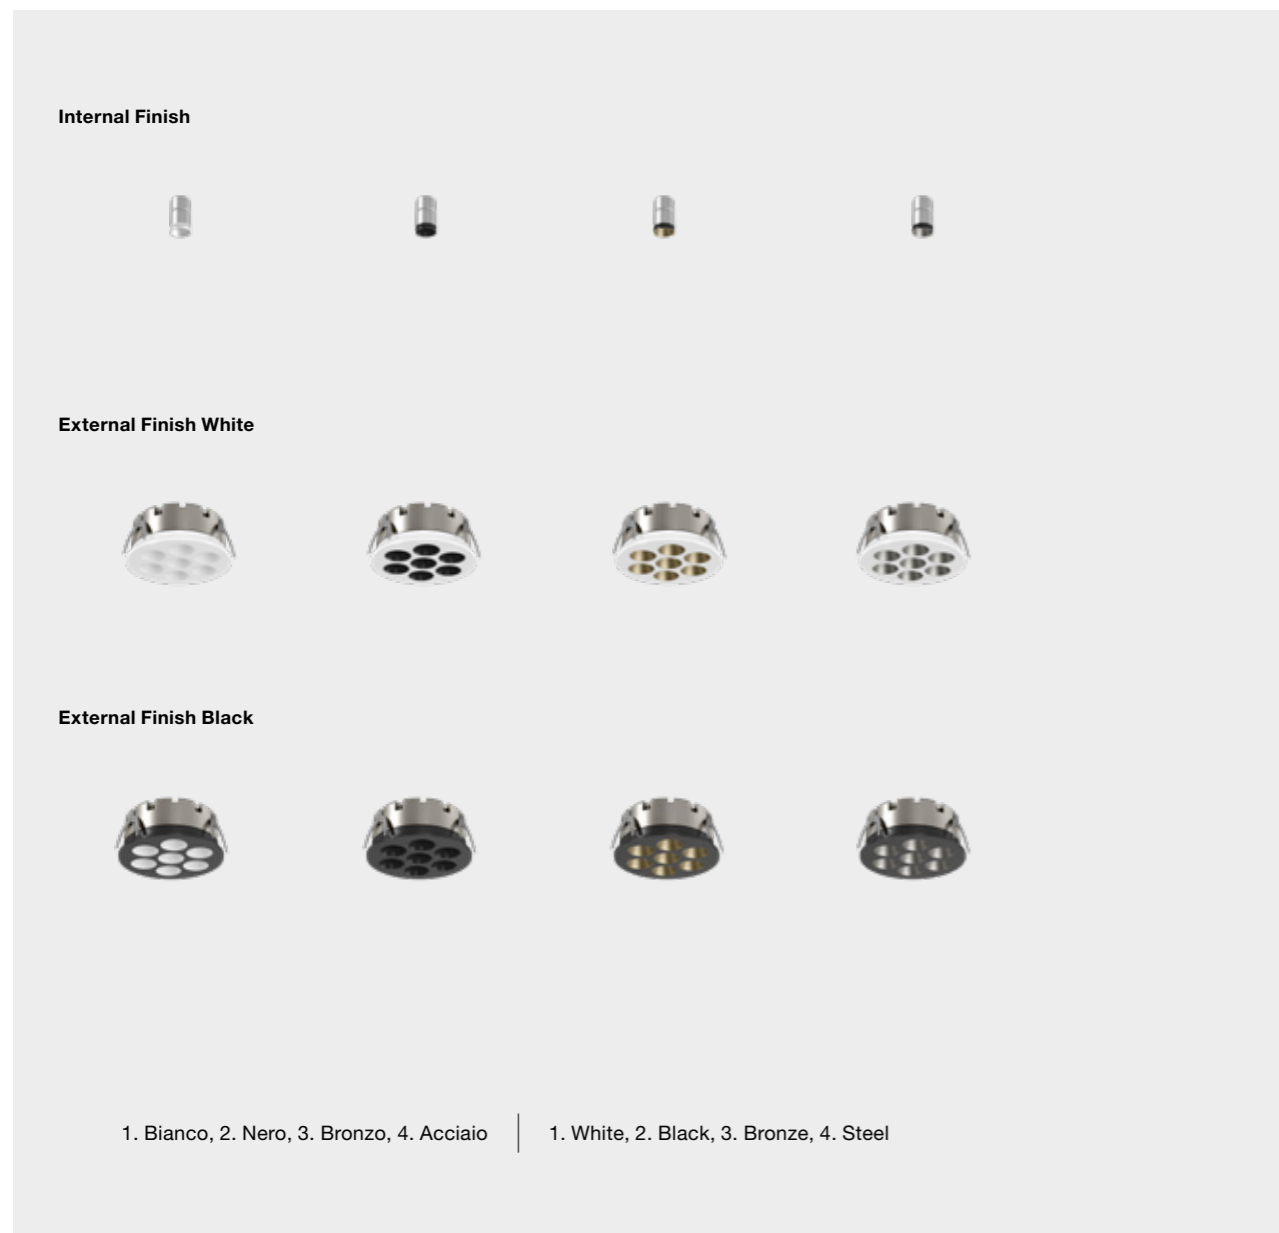 Internal Finish
External Finish White
External Finish Black
1. Bianco, 2. Nero, 3. Bronzo, 4. Acciaio
1. White, 2. Black, 3. Bronze, 4. Steel